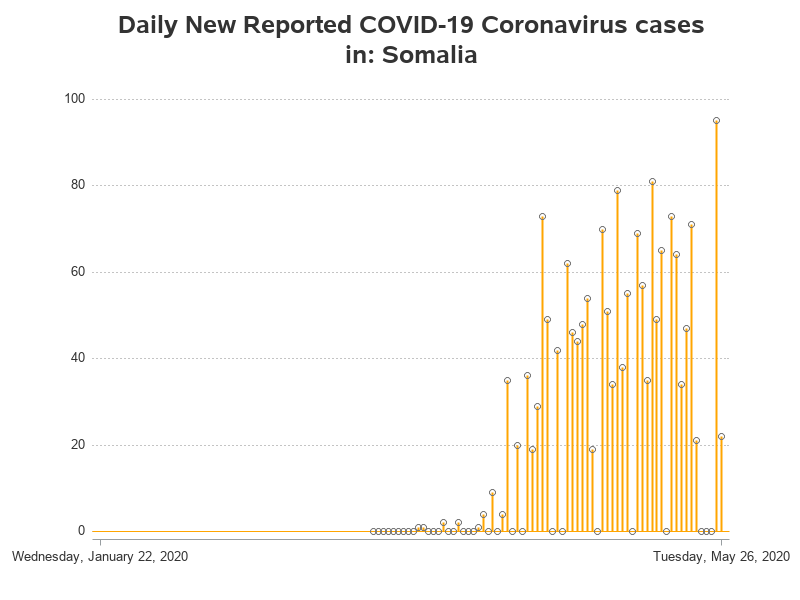 Daily New Reported COVID-19 Coronavirus cases
in: Somalia
100
80
60
40
20
0
Wednesday, January 22, 2020
Tuesday, May 26, 2020